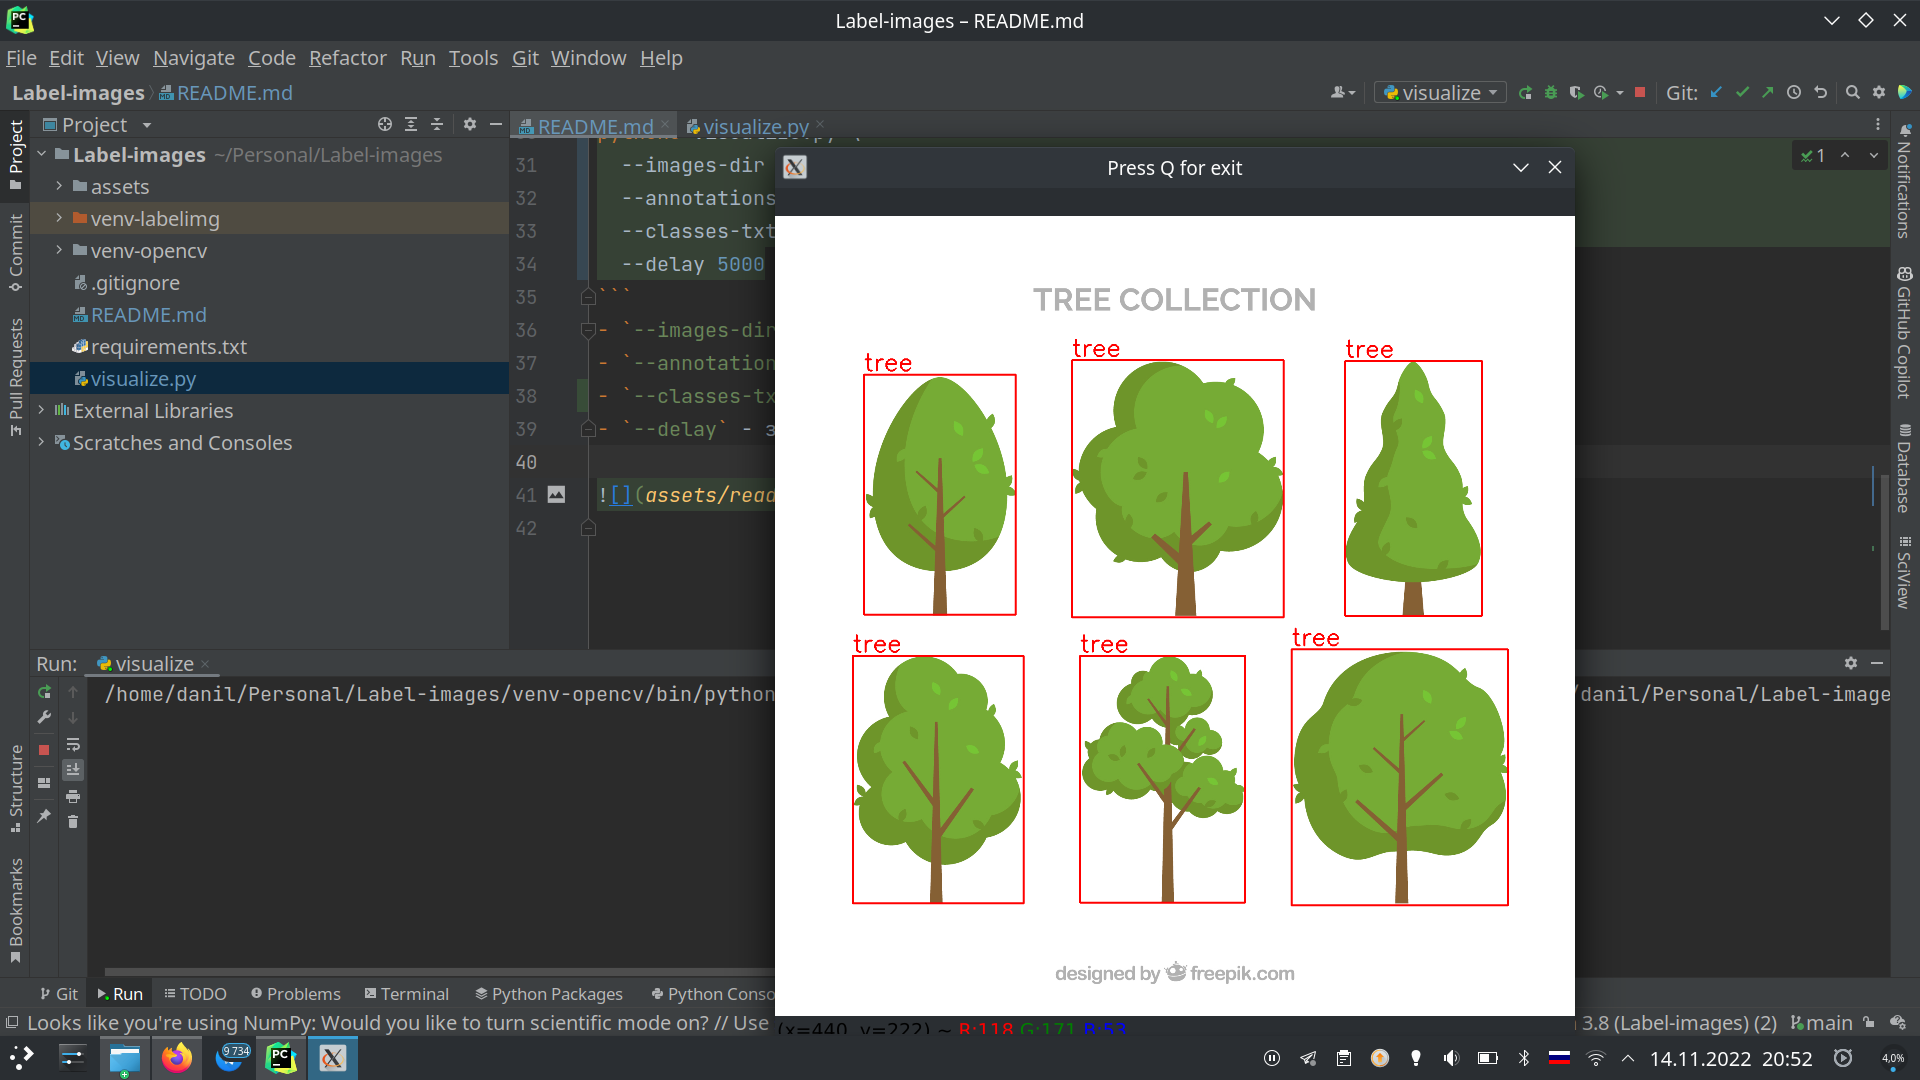 Label-images – README.md
File Edit View Navigate Code Refactor Run Tools Git Window Help
Label-images README.md
visualize
Git:
Project
README.md
visualize.py
Label-images ~/Personal/Label-images
assets
venv-labelimg
venv-opencv
.gitignore
README.md
requirements.txt
visualize.py
External Libraries
Scratches and Consoles
31 --images-dir
32 --annotations
33 --classes-txt
34 --delay 5000
35 ```
36 - `--images-dir
37 - `--annotation
38 - `--classes-tx
39 - `--delay` - з
40
41 ![](assets/read
42
1
Press Q for exit
TREE COLLECTION
tree
tree
tree
tree
tree
tree
designed by freepik.com
(x=440, y=222) ~ R:118 G:171 B:53
Project
Commit
Pull Requests
Structure
Bookmarks
Notifications
GitHub Copilot
Database
SciView
Run: visualize
/home/danil/Personal/Label-images/venv-opencv/bin/python
/danil/Personal/Label-image
Git Run TODO Problems Terminal Python Packages Python Conso
Looks like you're using NumPy: Would you like to turn scientific mode on? // Use
3.8 (Label-images) (2) main
9 734
14.11.2022 20:52
4,0%